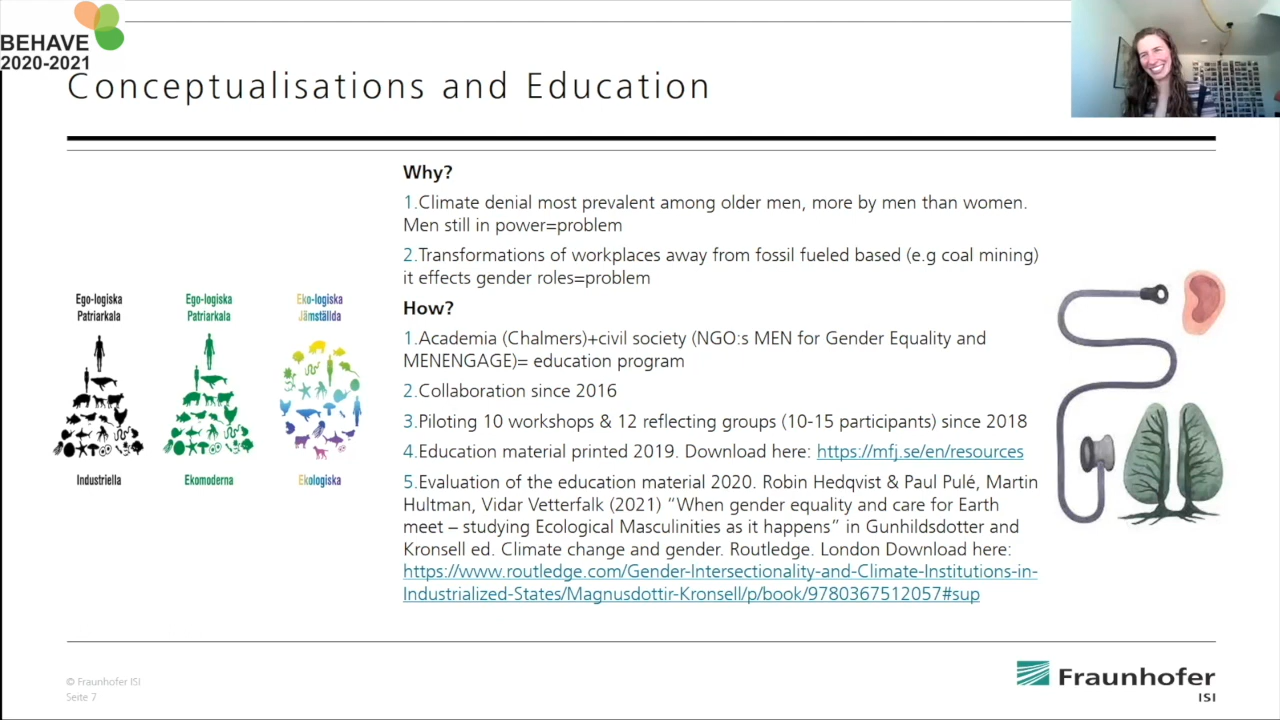 BEHAVE
2020-2021
Conceptualisations and Education
Why?
1.Climate denial most prevalent among older men, more by men than women.
Men still in power=problem
2.Transformations of workplaces away from fossil fueled based (e.g coal mining)
it effects gender roles=problem
How?
1.Academia (Chalmers)+civil society (NGO:s MEN for Gender Equality and
MENENGAGE)= education program
2.Collaboration since 2016
3.Piloting 10 workshops & 12 reflecting groups (10-15 participants) since 2018
4.Education material printed 2019. Download here: https://mfj.se/en/resources
5.Evaluation of the education material 2020. Robin Hedqvist & Paul Pulé, Martin
Hultman, Vidar Vetterfalk (2021) “When gender equality and care for Earth
meet – studying Ecological Masculinities as it happens” in Gunhildsdotter and
Kronsell ed. Climate change and gender. Routledge. London Download here:
https://www.routledge.com/Gender-Intersectionality-and-Climate-Institutions-in-
Industrialized-States/Magnusdottir-Kronsell/p/book/9780367512057#sup
Ego-logiska
Patriarkala
Industriella
Ego-logiska
Patriarkala
Ekomoderna
Eko-logiska
Jämställda
Ekologiska
© Fraunhofer ISI
Seite 7
Fraunhofer
ISI